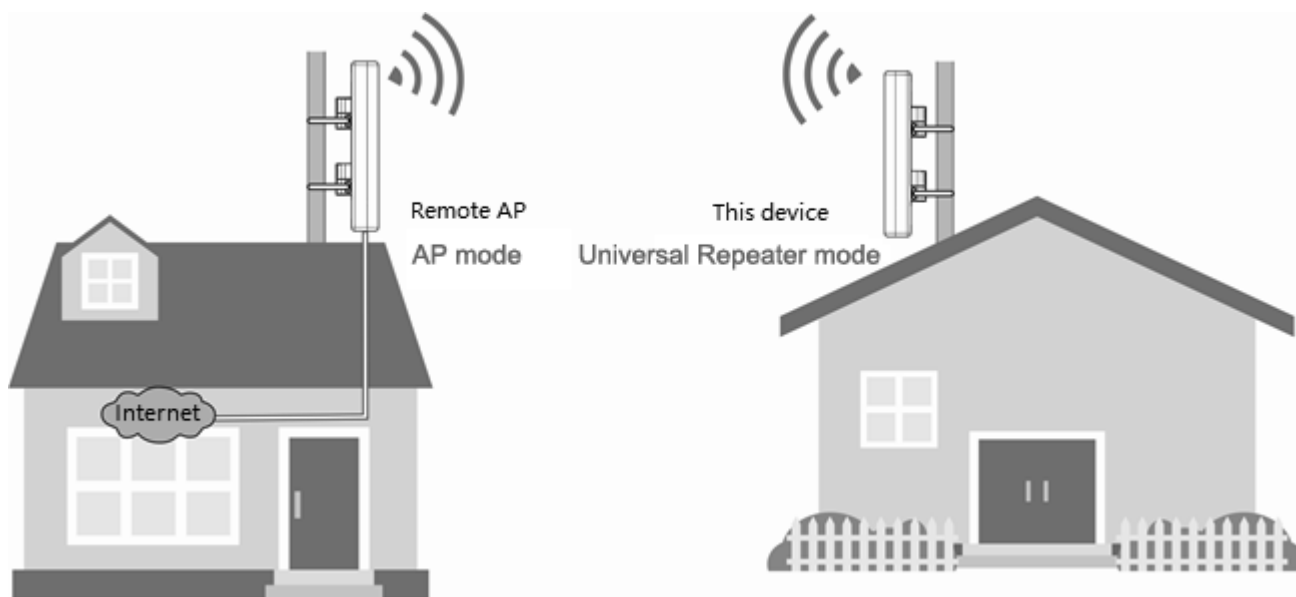 Remote AP
This device
AP mode
Universal Repeater mode
Internet